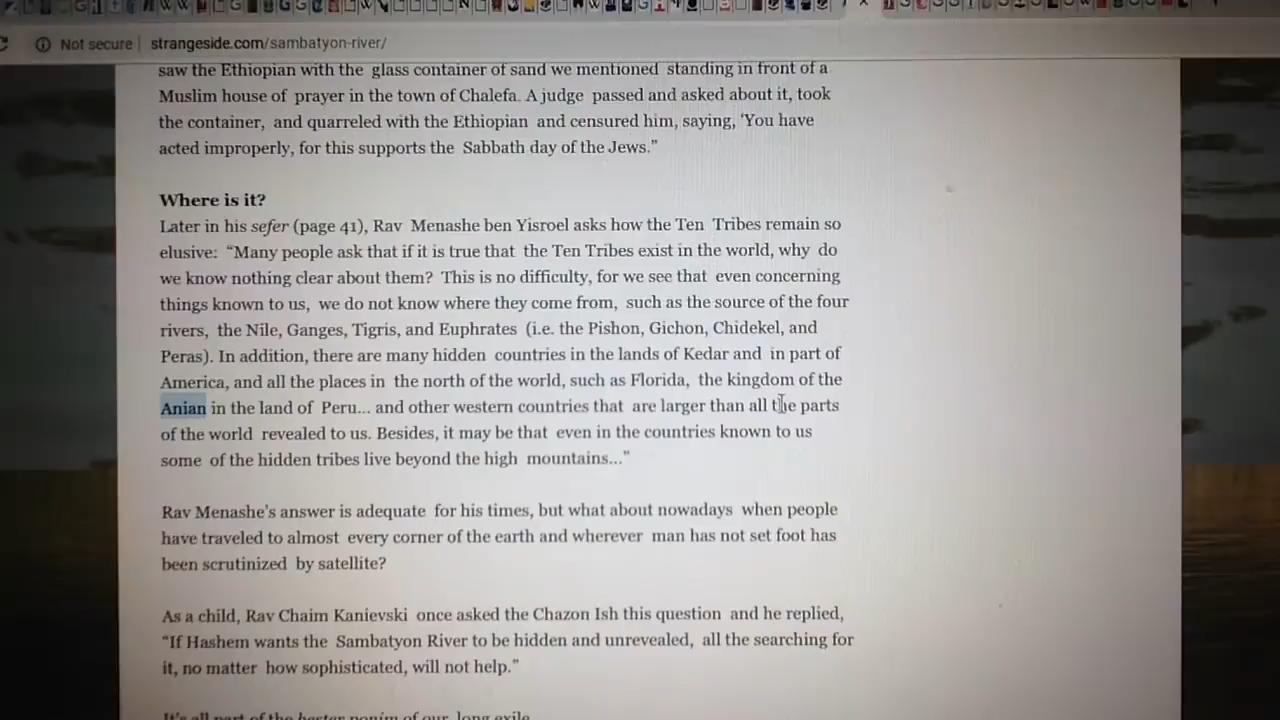 Not secure | strangeside.com/sambatyon-river/
saw the Ethiopian with the glass container of sand we mentioned standing in front of a
Muslim house of prayer in the town of Chalefa. A judge passed and asked about it, took
the container, and quarreled with the Ethiopian and censured him, saying, 'You have
acted improperly, for this supports the Sabbath day of the Jews."
Where is it?
Later in his sefer (page 41), Rav Menashe ben Yisroel asks how the Ten Tribes remain so
elusive: "Many people ask that if it is true that the Ten Tribes exist in the world, why do
we know nothing clear about them? This is no difficulty, for we see that even concerning
things known to us, we do not know where they come from, such as the source of the four
rivers, the Nile, Ganges, Tigris, and Euphrates (i.e. the Pishon, Gichon, Chidekel, and
Peras). In addition, there are many hidden countries in the lands of Kedar and in part of
America, and all the places in the north of the world, such as Florida, the kingdom of the
Anian in the land of Peru... and other western countries that are larger than all the parts
of the world revealed to us. Besides, it may be that even in the countries known to us
some of the hidden tribes live beyond the high mountains..."
Rav Menashe's answer is adequate for his times, but what about nowadays when people
have traveled to almost every corner of the earth and wherever man has not set foot has
been scrutinized by satellite?
As a child, Rav Chaim Kanievski once asked the Chazon Ish this question and he replied,
"If Hashem wants the Sambatyon River to be hidden and unrevealed, all the searching for
it, no matter how sophisticated, will not help."
It's all part of the hester ponim of our long exile